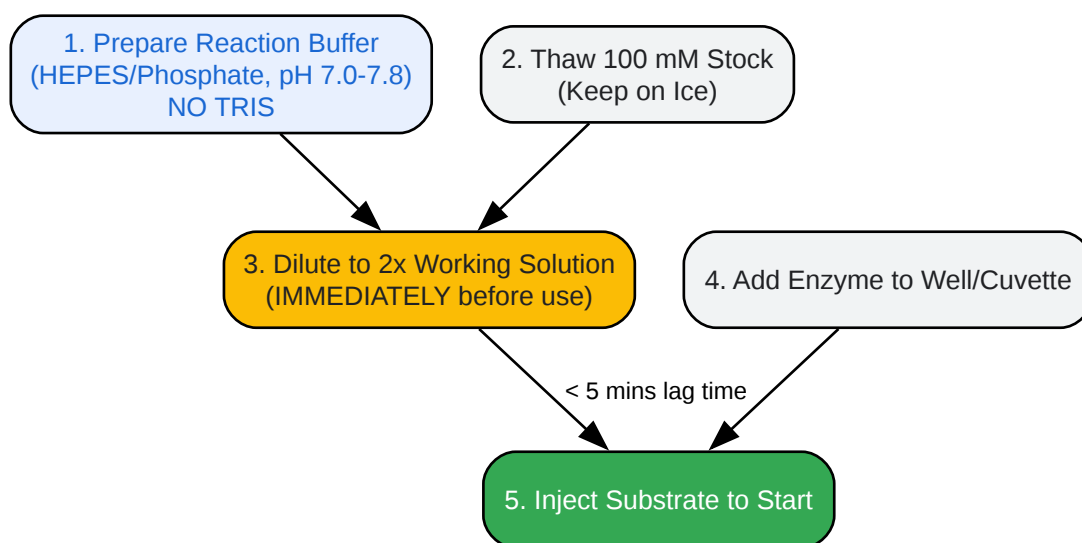 1. Prepare Reaction Buffer
(HEPES/Phosphate, pH 7.0-7.8)
NO TRIS
2. Thaw 100 mM Stock
(Keep on Ice)
3. Dilute to 2x Working Solution
(IMMEDIATELY before use)
4. Add Enzyme to Well/Cuvette
< 5 mins lag time
5. Inject Substrate to Start